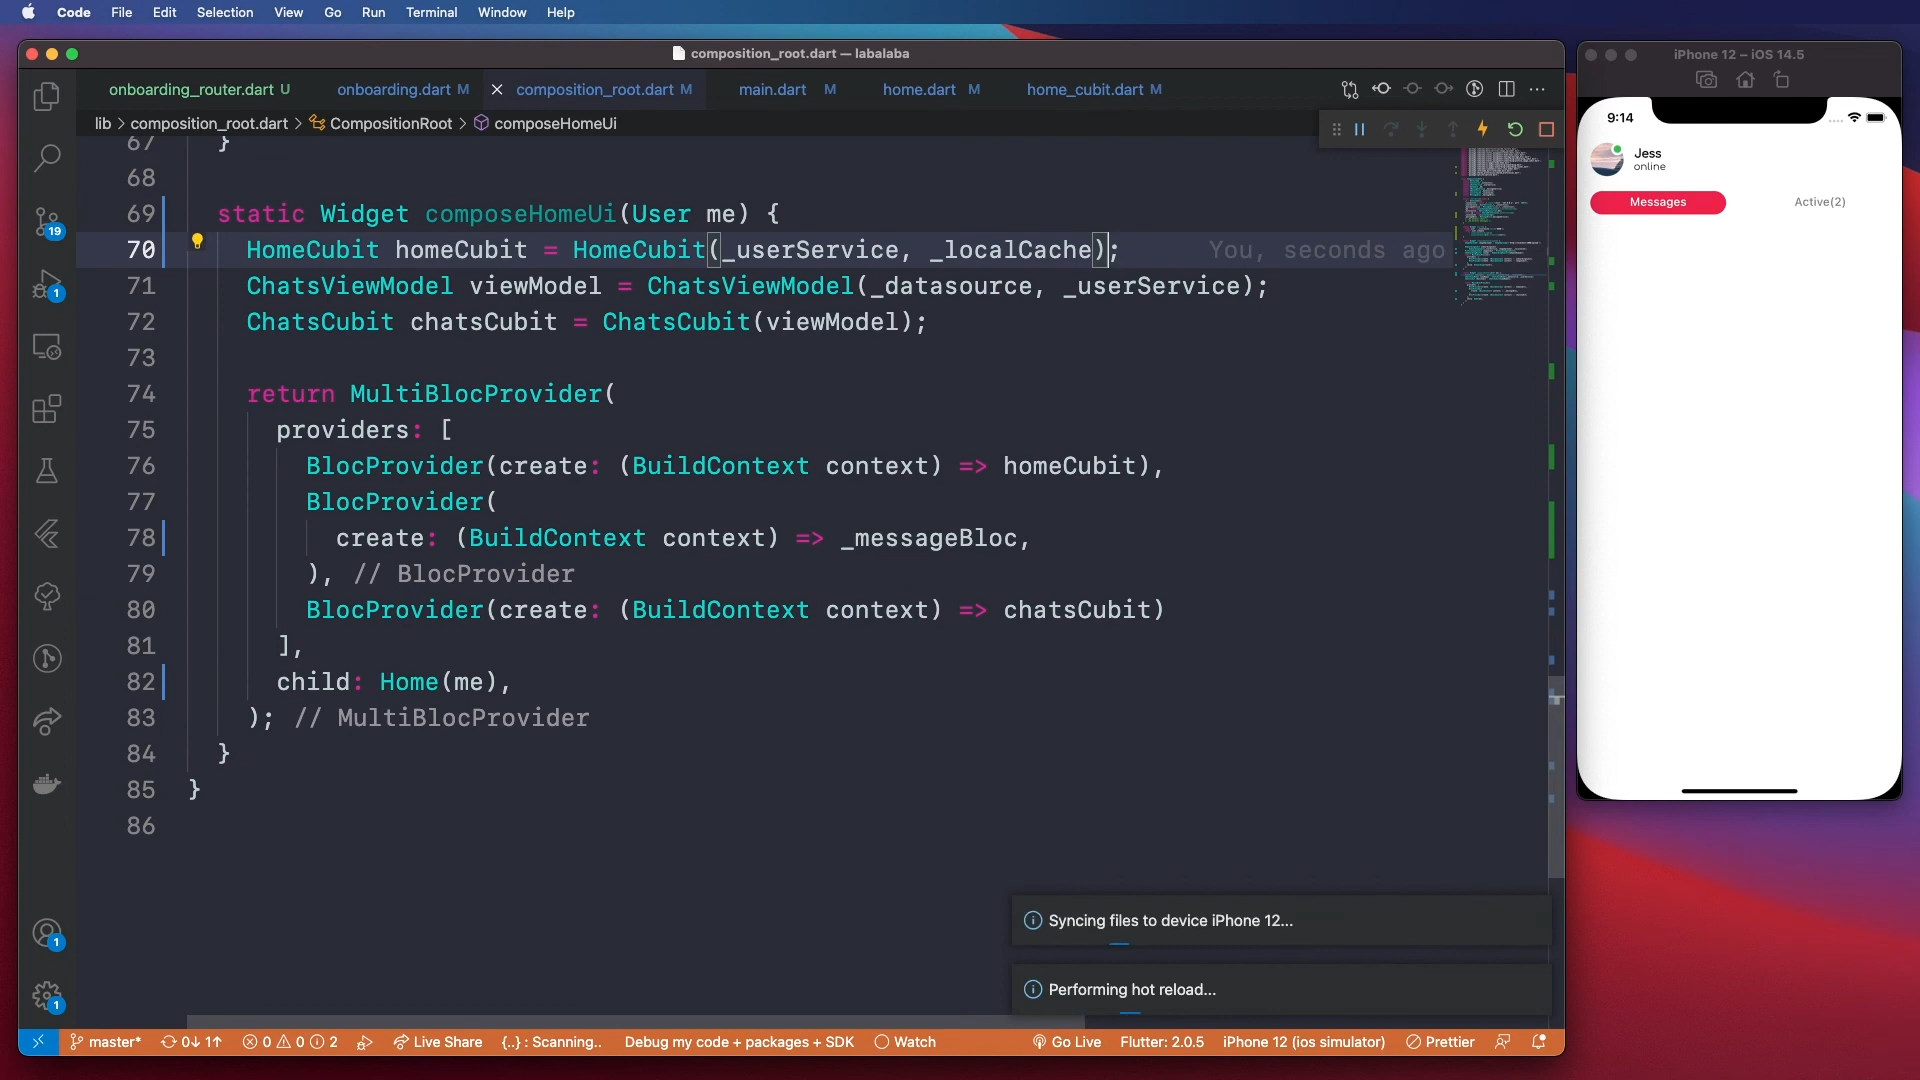 Code File Edit Selection View Go Run Terminal Window Help
composition_root.dart — labalaba
onboarding_router.dart U onboarding.dart M composition_root.dart M main.dart M home.dart M home_cubit.dart M
lib > composition_root.dart > CompositionRoot > composeHomeUi
67 }
68
69 static Widget composeHomeUi(User me) {
70 HomeCubit homeCubit = HomeCubit(_userService, _localCache); You, seconds ago
71 ChatsViewModel viewModel = ChatsViewModel(_datasource, _userService);
72 ChatsCubit chatsCubit = ChatsCubit(viewModel);
73
74 return MultiBlocProvider(
75 providers: [
76 BlocProvider(create: (BuildContext context) => homeCubit),
77 BlocProvider(
78 create: (BuildContext context) => _messageBloc,
79 ), // BlocProvider
80 BlocProvider(create: (BuildContext context) => chatsCubit)
81 ],
82 child: Home(me),
83 ); // MultiBlocProvider
84 }
85 }
86
19
1
1
1
Syncing files to device iPhone 12...
Performing hot reload...
master* 0↓ 1↑ 0 0 2 Live Share {..} : Scanning.. Debug my code + packages + SDK Watch Go Live Flutter: 2.0.5 iPhone 12 (ios simulator) Prettier
iPhone 12 – iOS 14.5
9:14
Jess
online
Messages Active(2)